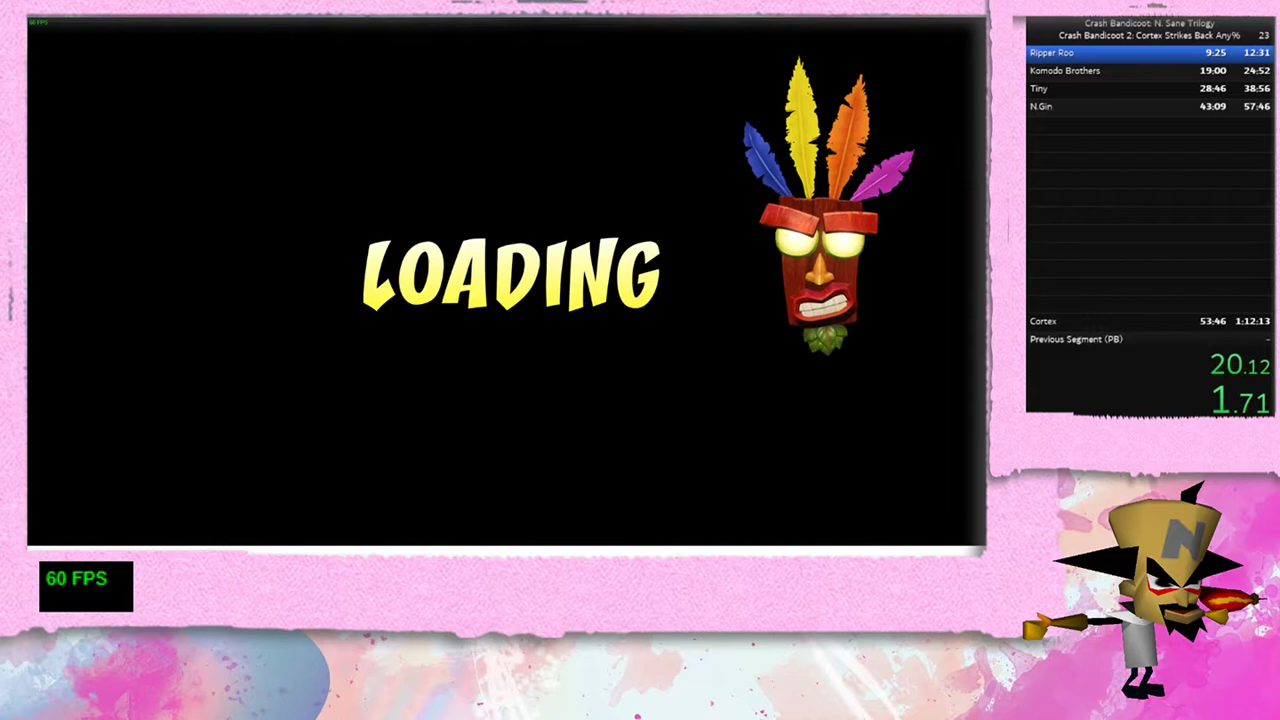 60 FPS
LOADING
60 FPS
Crash Bandicoot: N. Sane Trilogy
Crash Bandicoot 2: Cortex Strikes Back Any% 23
Ripper Roo 9:25 12:31
Komodo Brothers 19:00 24:52
Tiny 28:46 38:56
N.Gin 43:09 57:46
Cortex 53:46 1:12:13
Previous Segment (PB) -
20.12
1.71
N